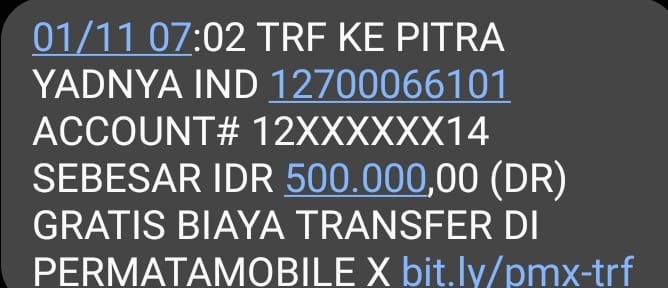 01/11 07:02 TRF KE PITRA
YADNYA IND 12700066101
ACCOUNT# 12XXXXXX14
SEBESAR IDR 500.000,00 (DR)
GRATIS BIAYA TRANSFER DI
PERMATAMOBILE X bit.ly/pmx-trf